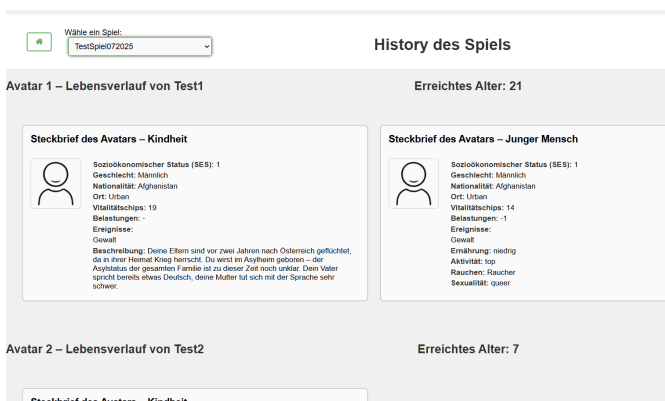 Wähle ein Spiel:
TestSpiel072025
History des Spiels
Avatar 1 – Lebensverlauf von Test1
Erreichtes Alter: 21
Steckbrief des Avatars – Kindheit
Sozioökonomischer Status (SES): 1
Geschlecht: Männlich
Nationalität: Afghanistan
Ort: Urban
Vitalitätschips: 19
Belastungen: -
Ereignisse:
Gewalt
Beschreibung: Deine Eltern sind vor zwei Jahren nach Österreich geflüchtet,
da in ihrer Heimat Krieg herrscht. Du wirst im Asylheim geboren – der
Asylstatus der gesamten Familie ist zu dieser Zeit noch unklar. Dein Vater
spricht bereits etwas Deutsch, deine Mutter tut sich mit der Sprache sehr
schwer.
Steckbrief des Avatars – Junger Mensch
Sozioökonomischer Status (SES): 1
Geschlecht: Männlich
Nationalität: Afghanistan
Ort: Urban
Vitalitätschips: 14
Belastungen: -1
Ereignisse:
Gewalt
Ernährung: niedrig
Aktivität: top
Rauchen: Raucher
Sexualität: queer
Avatar 2 – Lebensverlauf von Test2
Erreichtes Alter: 7
Steckbrief des Avatars – Kindheit